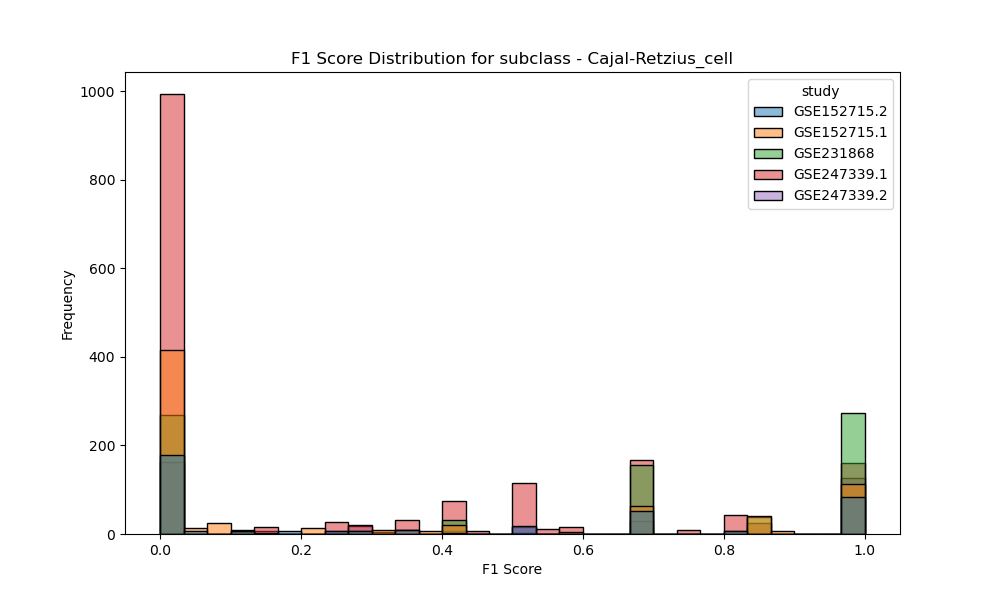 F1 Score Distribution for subclass - Cajal-Retzius_cell
1000
800
600
400
200
0
Frequency
0.0
0.2
0.4
0.6
0.8
1.0
F1 Score
study
GSE152715.2
GSE152715.1
GSE231868
GSE247339.1
GSE247339.2